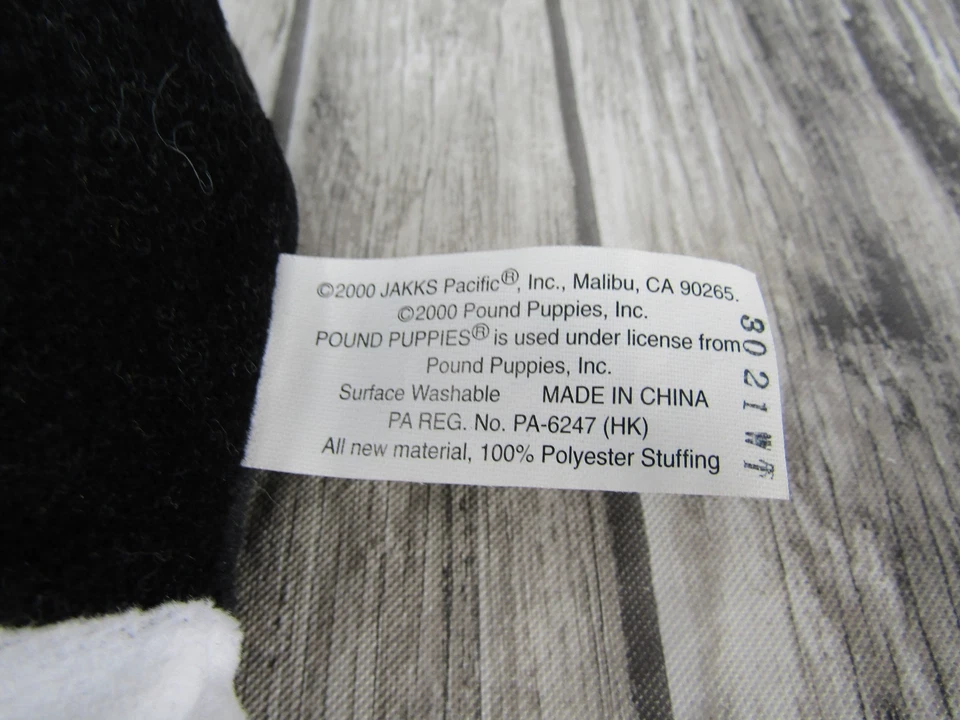 ©2000 JAKKS Pacific®, Inc., Malibu, CA 90265.
©2000 Pound Puppies, Inc.
POUND PUPPIES® is used under license from
Pound Puppies, Inc.
Surface Washable MADE IN CHINA
PA REG. No. PA-6247 (HK)
All new material, 100% Polyester Stuffing
3021WT